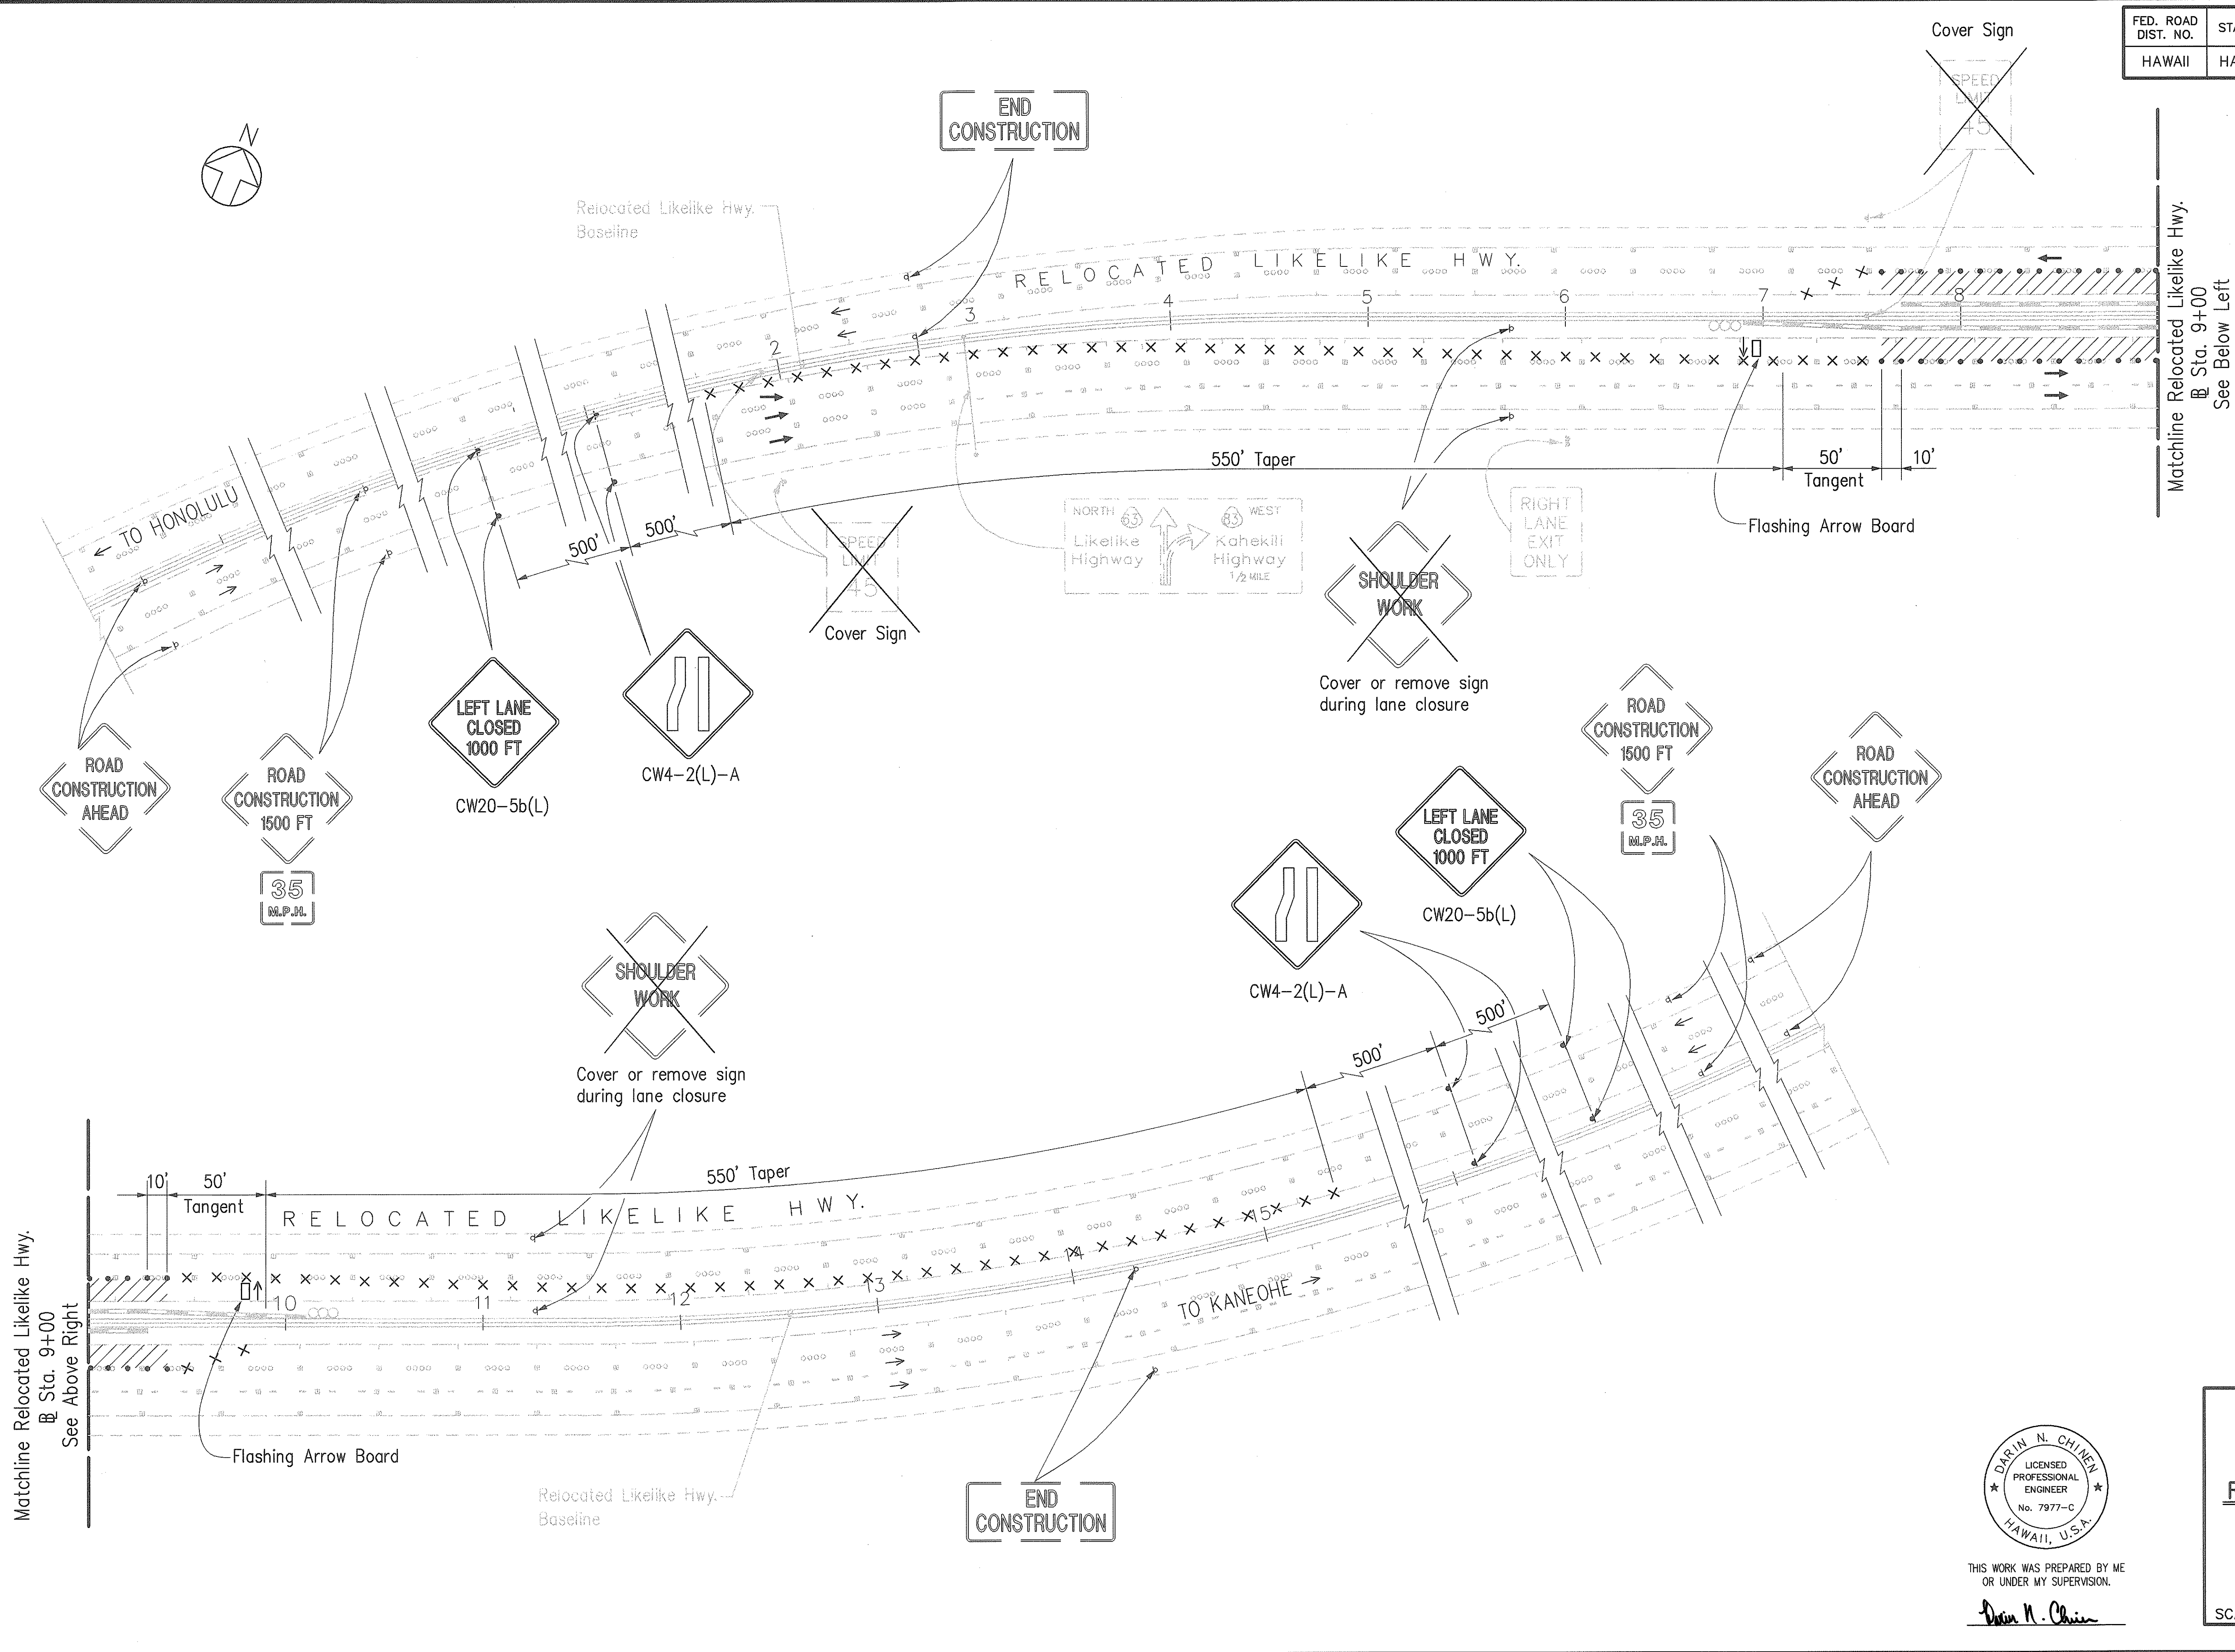 FED. ROAD
DIST. NO.
HAWAII
Cover Sign
SPEED
LIMIT
45
END
CONSTRUCTION
N
Relocated Likelike Hwy.
Baseline
RELOCATED LIKELIKE HWY.
2
3
4
5
6
7
8
Matchline Relocated Likelike Hwy.
Sta. 9+00
See Below Left
← TO HONOLULU
1
550' Taper
50'
Tangent
10'
500'
500'
Flashing Arrow Board
NORTH 63
Likelike
Highway
83 WEST
Kahekili
Highway
1/2 MILE
RIGHT
LANE
EXIT
ONLY
SPEED
LIMIT
45
Cover Sign
SHOULDER
WORK
Cover or remove sign
during lane closure
ROAD
CONSTRUCTION
AHEAD
ROAD
CONSTRUCTION
1500 FT
35
M.P.H.
LEFT LANE
CLOSED
1000 FT
CW20-5b(L)
CW4-2(L)-A
ROAD
CONSTRUCTION
1500 FT
35
M.P.H.
ROAD
CONSTRUCTION
AHEAD
LEFT LANE
CLOSED
1000 FT
CW20-5b(L)
CW4-2(L)-A
SHOULDER
WORK
Cover or remove sign
during lane closure
500'
500'
550' Taper
10'
50'
Tangent
RELOCATED LIKELIKE HWY.
10
11
12
13
14
15
TO KANEOHE →
Matchline Relocated Likelike Hwy.
Sta. 9+00
See Above Right
Flashing Arrow Board
Relocated Likelike Hwy.
Baseline
END
CONSTRUCTION
DARIN N. CHINEN
LICENSED
PROFESSIONAL
ENGINEER
No. 7977-C
HAWAII, U.S.A.
THIS WORK WAS PREPARED BY ME
OR UNDER MY SUPERVISION.
Darin N. Chinen